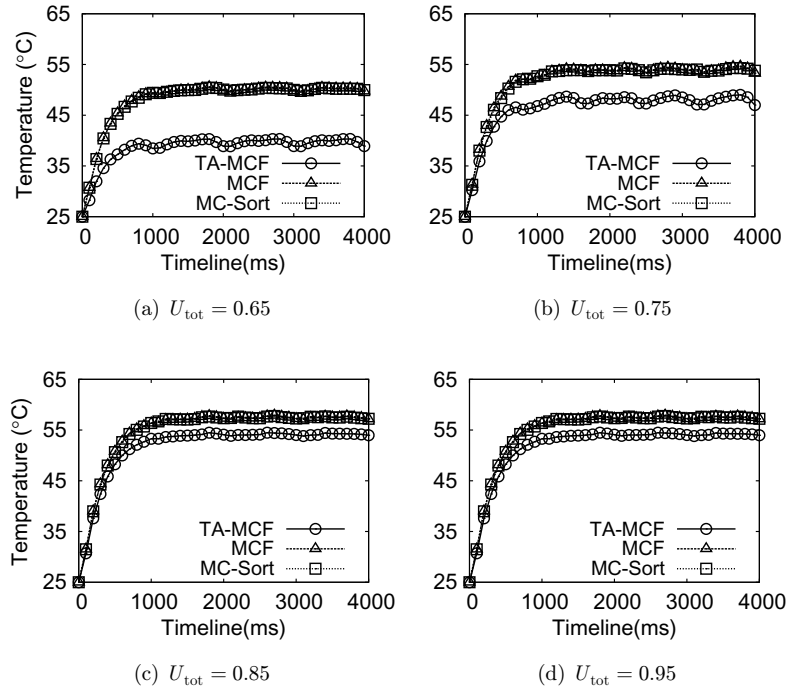 65
55
45
35
25
Temperature (°C)
TA-MCF
MCF
MC-Sort
0 1000 2000 3000 4000
Timeline(ms)
(a) U_tot = 0.65
65
55
45
35
25
TA-MCF
MCF
MC-Sort
0 1000 2000 3000 4000
Timeline(ms)
(b) U_tot = 0.75
65
55
45
35
25
Temperature (°C)
TA-MCF
MCF
MC-Sort
0 1000 2000 3000 4000
Timeline(ms)
(c) U_tot = 0.85
65
55
45
35
25
TA-MCF
MCF
MC-Sort
0 1000 2000 3000 4000
Timeline(ms)
(d) U_tot = 0.95